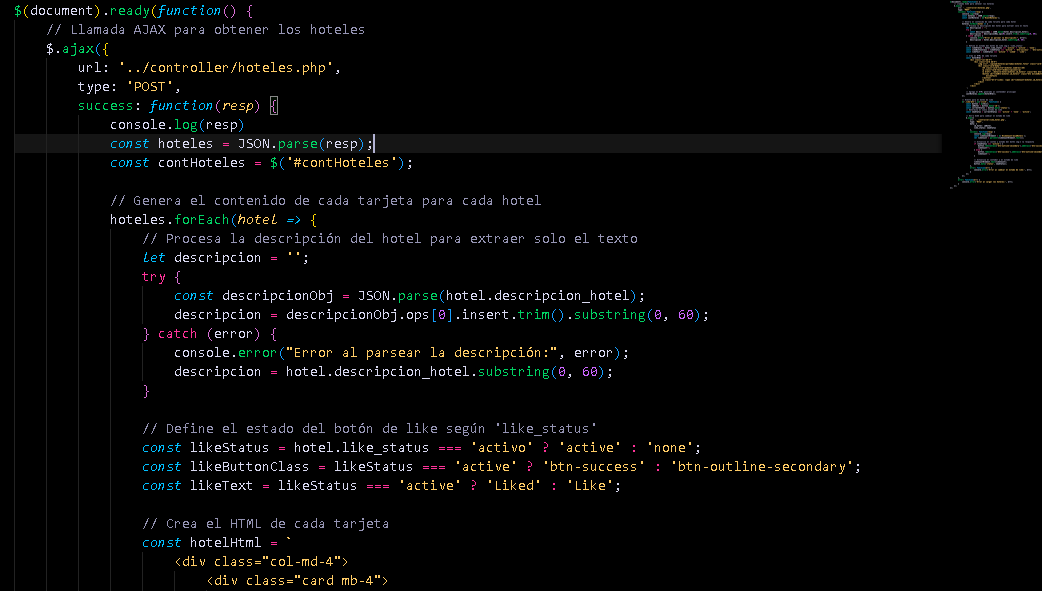 $(document).ready(function() {
// Llamada AJAX para obtener los hoteles
$.ajax({
url: '../controller/hoteles.php',
type: 'POST',
success: function(resp) {
console.log(resp)
const hoteles = JSON.parse(resp);
const contHoteles = $('#contHoteles');
// Genera el contenido de cada tarjeta para cada hotel
hoteles.forEach(hotel => {
// Procesa la descripción del hotel para extraer solo el texto
let descripcion = '';
try {
const descripcionObj = JSON.parse(hotel.descripcion_hotel);
descripcion = descripcionObj.ops[0].insert.trim().substring(0, 60);
} catch (error) {
console.error("Error al parsear la descripción:", error);
descripcion = hotel.descripcion_hotel.substring(0, 60);
}
// Define el estado del botón de like según 'like_status'
const likeStatus = hotel.like_status === 'activo' ? 'active' : 'none';
const likeButtonClass = likeStatus === 'active' ? 'btn-success' : 'btn-outline-secondary';
const likeText = likeStatus === 'active' ? 'Liked' : 'Like';
// Crea el HTML de cada tarjeta
const hotelHtml = `
<div class="col-md-4">
<div class="card mb-4">